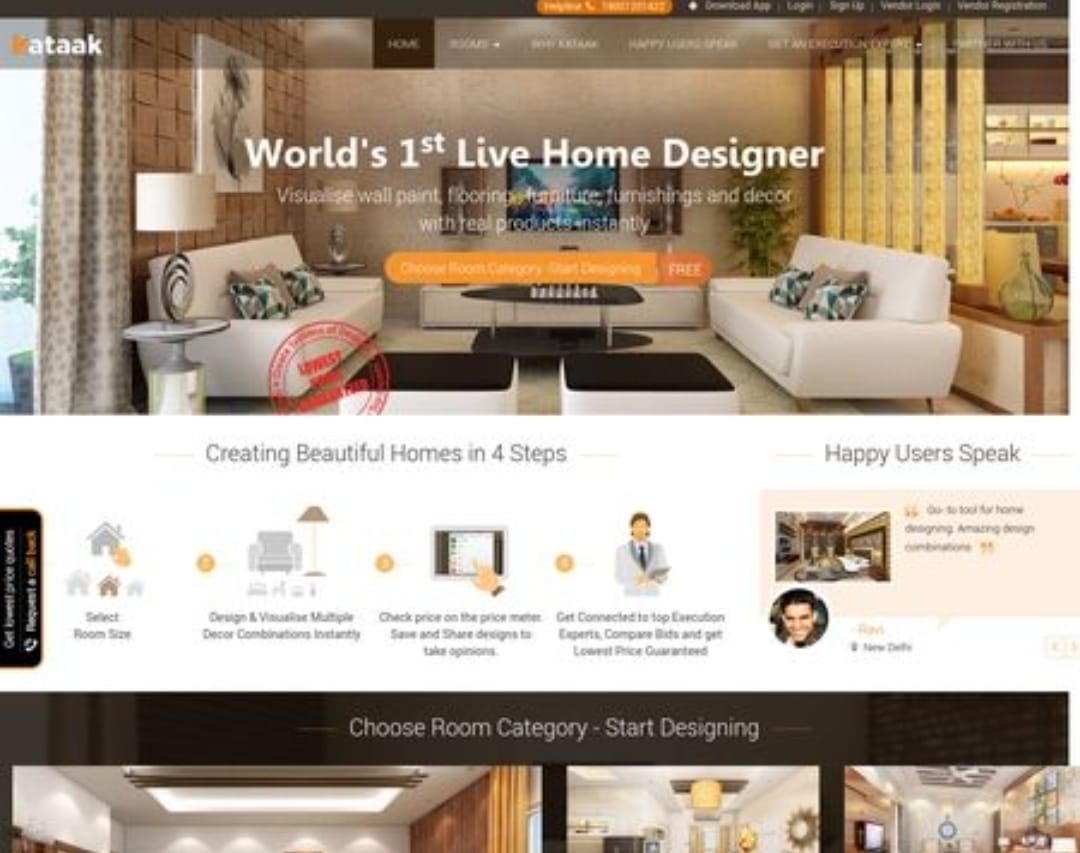 Helpline
Download App | Login | Sign Up | Vendor Login | Vendor Registration
kataak
HOME
ROOMS
WHY KATAAK
HAPPY USERS SPEAK
GET AN EXECUTION EXPERT
PARTNER WITH US
World's 1st Live Home Designer
Visualise wall paint, flooring, furniture, furnishings and decor
with real products instantly
Choose Room Category -Start Designing
FREE
LOWEST
Creating Beautiful Homes in 4 Steps
Select
Room Size
2
Design & Visualise Multiple
Decor Combinations Instantly
3
Check price on the price meter.
Save and Share designs to
take opinions.
4
Get Connected to top Execution
Experts, Compare Bids and get
Lowest Price Guaranteed
Happy Users Speak
Go- to tool for home
designing. Amazing design
combinations
- Ravi
New Delhi
Get lowest price quotes
Request a call back
Choose Room Category - Start Designing